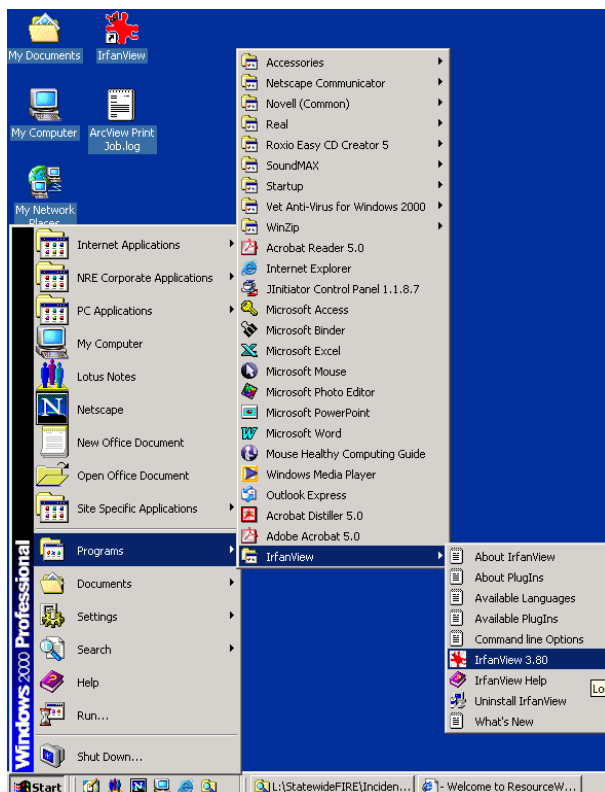 My Documents
IrfanView
My Computer
ArcView Print
Job.log
My Network
Places
Accessories
Netscape Communicator
Novell (Common)
Real
Roxio Easy CD Creator 5
SoundMAX
Startup
Vet Anti-Virus for Windows 2000
WinZip
Acrobat Reader 5.0
Internet Explorer
JInitiator Control Panel 1.1.8.7
Microsoft Access
Microsoft Binder
Microsoft Excel
Microsoft Mouse
Microsoft Photo Editor
Microsoft PowerPoint
Microsoft Word
Mouse Healthy Computing Guide
Windows Media Player
Outlook Express
Acrobat Distiller 5.0
Adobe Acrobat 5.0
IrfanView
Internet Applications
NRE Corporate Applications
PC Applications
My Computer
Lotus Notes
Netscape
New Office Document
Open Office Document
Site Specific Applications
Programs
Documents
Settings
Search
Help
Run...
Shut Down...
Windows 2000 Professional
About IrfanView
About PlugIns
Available Languages
Available PlugIns
Command line Options
IrfanView 3.80
IrfanView Help
Uninstall IrfanView
What's New
Lo
Start
L:\StatewideFIRE\Inciden...
- Welcome to ResourceW...